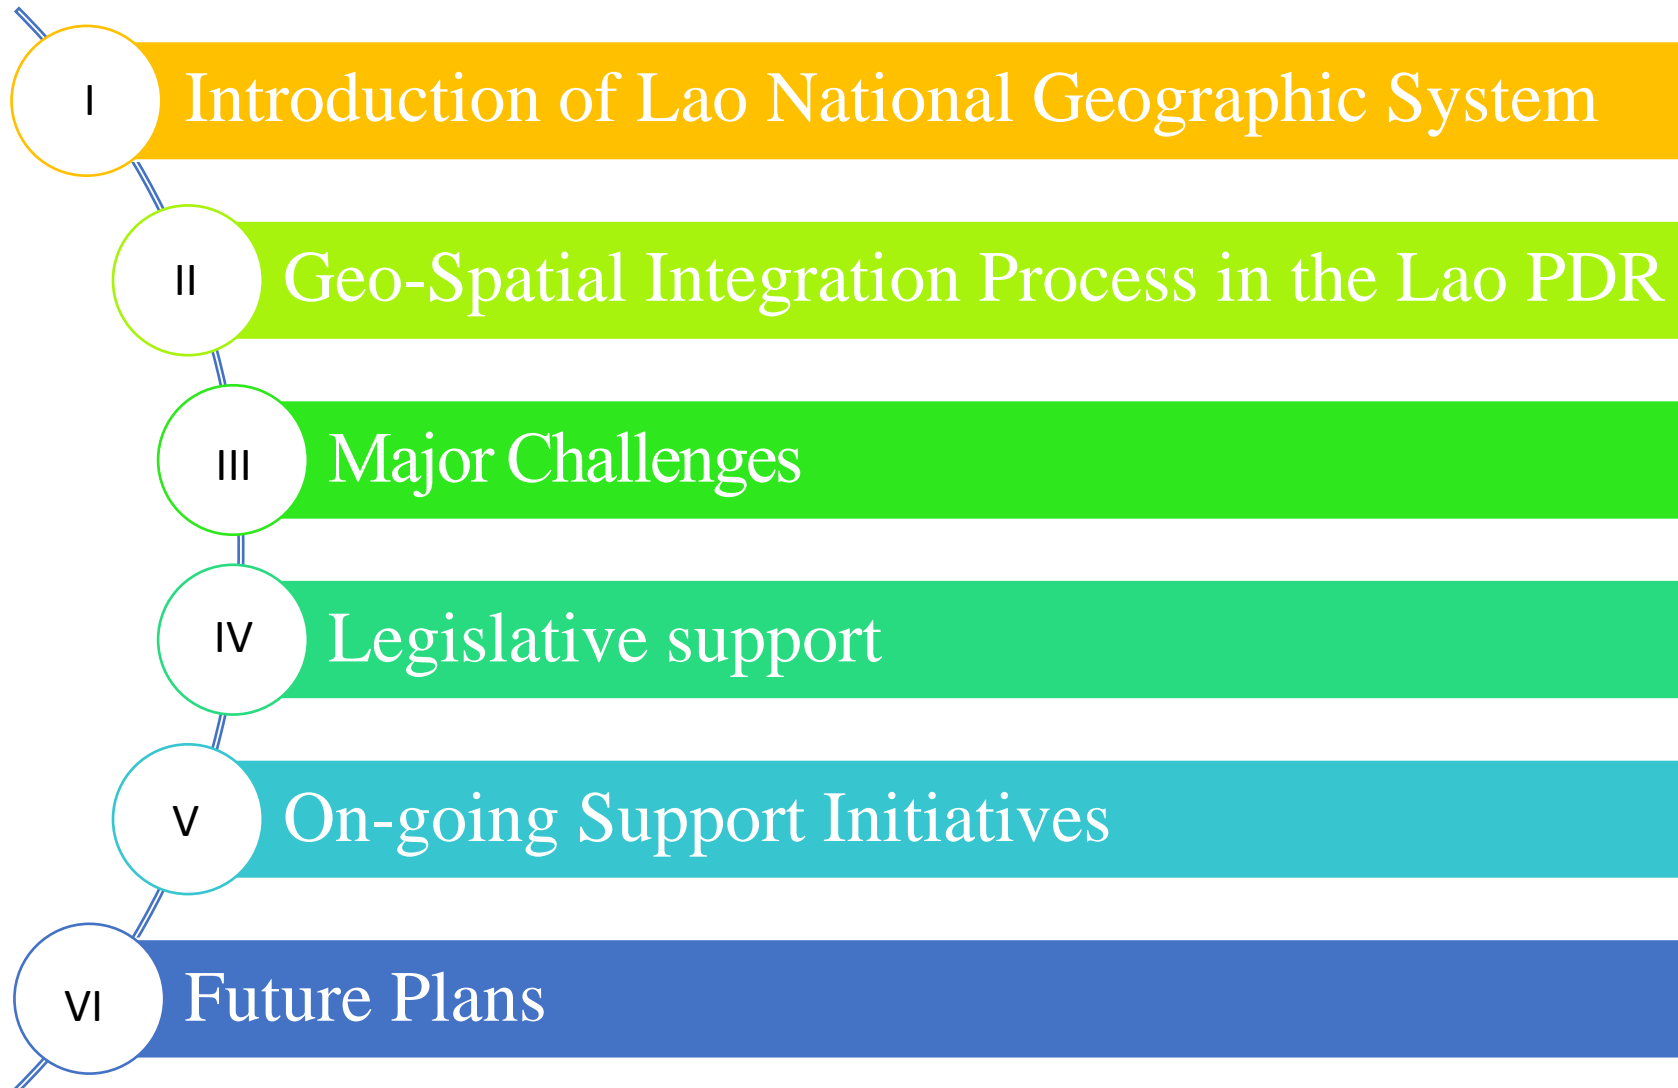 I
Introduction of Lao National Geographic System
II
Geo-Spatial Integration Process in the Lao PDR
III
Major Challenges
IV
Legislative support
V
On-going Support Initiatives
VI
Future Plans